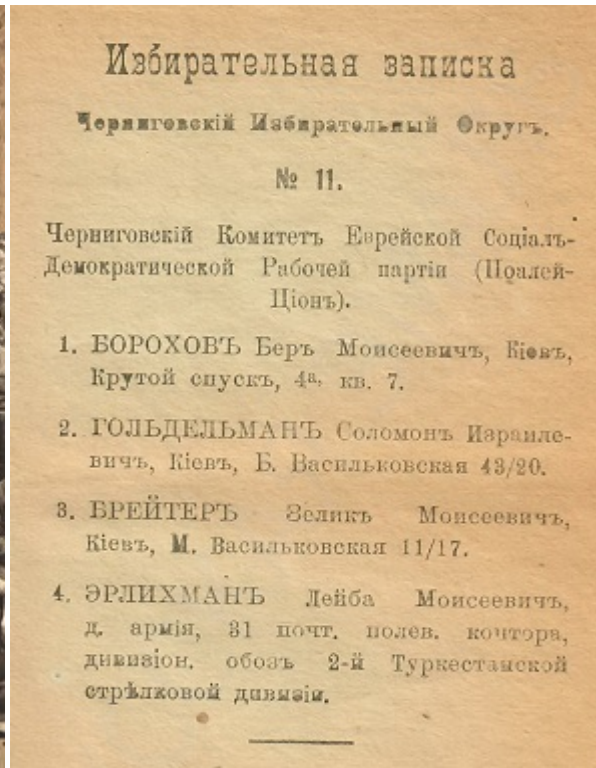 Избирательная записка
Черниговскій Избирательный Округъ.
№ 11.
Черниговскій Комитетъ Еврейской Соціалъ-
Демократической Рабочей партіи (Поалей-
Ціонъ).
1. БОРОХОВЪ Беръ Моисеевичъ, Кіевъ,
Крутой спускъ, 4а, кв. 7.
2. ГОЛЬДЕЛЬМАНЪ Соломонъ Израиле-
вичъ, Кіевъ, Б. Васильковская 43/20.
3. БРЕЙТЕРЪ Зеликъ Моисеевичъ,
Кіевъ, М. Васильковская 11/17.
4. ЭРЛИХМАНЪ Лейба Моисеевичъ,
д. армія, 31 почт. полев. контора,
дивизіон. обозъ 2-й Туркестанской
стрѣлковой дивизіи.